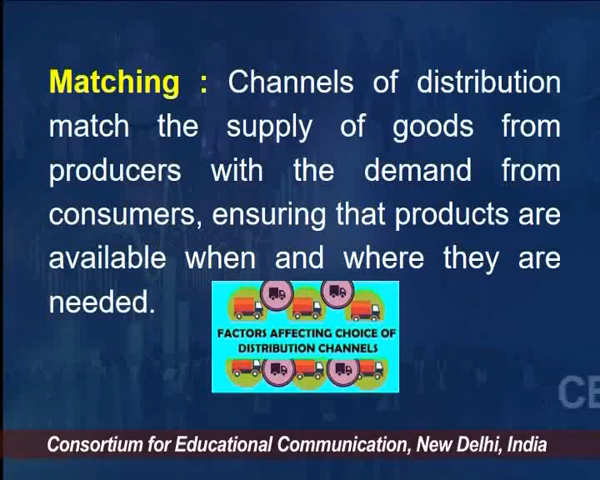 Matching : Channels of distribution
match the supply of goods from
producers with the demand from
consumers, ensuring that products are
available when and where they are
needed.
FACTORS AFFECTING CHOICE OF
DISTRIBUTION CHANNELS
CE
Consortium for Educational Communication, New Delhi, India